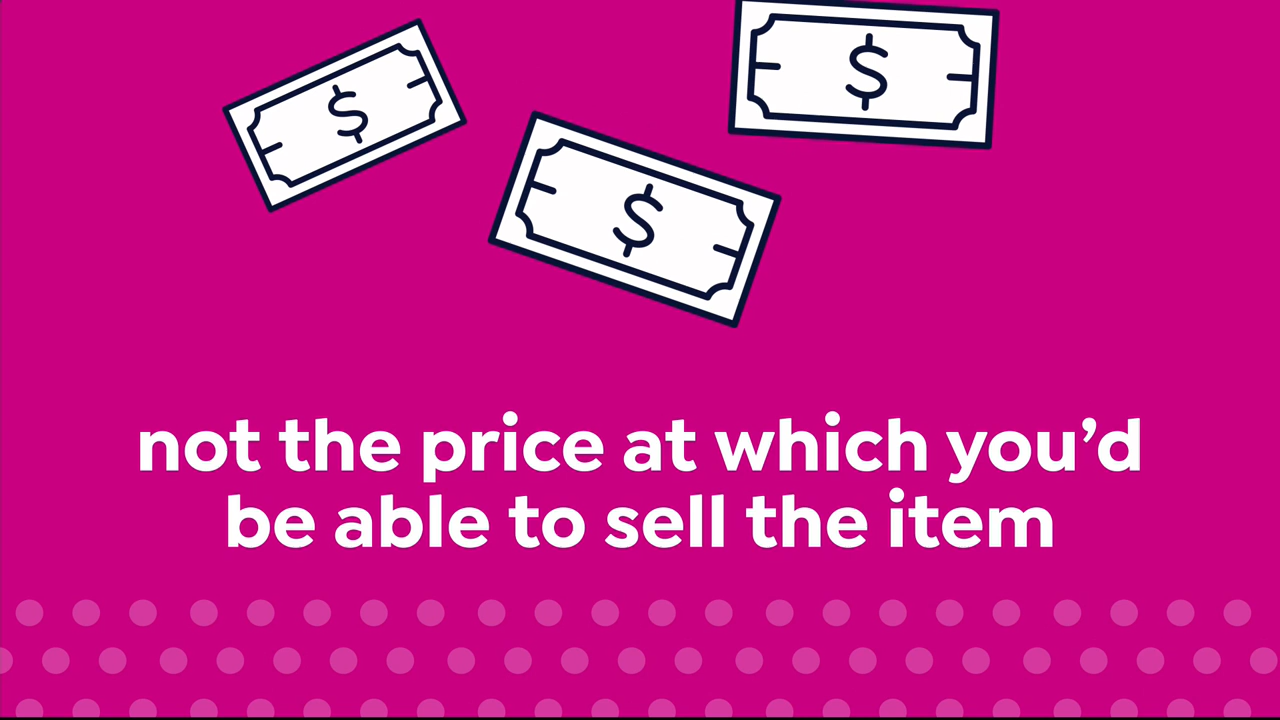 $
$
$
not the price at which you’d
be able to sell the item